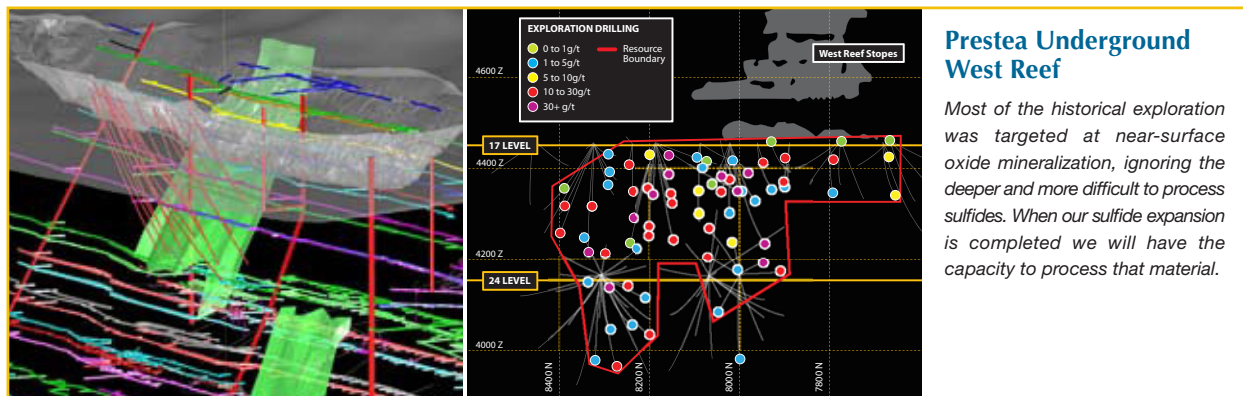 EXPLORATION DRILLING
0 to 1g/t
Resource
Boundary
1 to 5g/t
5 to 10g/t
10 to 30g/t
30+ g/t
West Reef Stopes
4600 Z
17 LEVEL
4400 Z
4200 Z
24 LEVEL
4000 Z
8400 N
8200 N
8000 N
7800 N
Prestea Underground
West Reef
Most of the historical exploration
was targeted at near-surface
oxide mineralization, ignoring the
deeper and more difficult to process
sulfides. When our sulfide expansion
is completed we will have the
capacity to process that material.